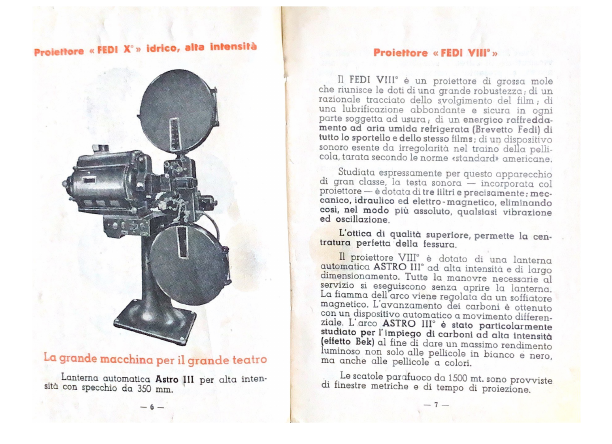 Proiettore « FEDI X° » idrico, alta intensità
La grande macchina per il grande teatro
Lanterna automatica Astro III per alta inten-
sità con specchio da 350 mm.
— 6 —
Proiettore « FEDI VIII° »
Il FEDI VIII° è un proiettore di grossa mole
che riunisce le doti di una grande robustezza; di un
razionale tracciato dello svolgimento del film; di
una lubrificazione abbondante e sicura in ogni
parte soggetta ad usura; di un energico raffredda-
mento ad aria umida refrigerata (Brevetto Fedi) di
tutto lo sportello e dello stesso films; di un dispositivo
sonoro esente da irregolarità nel traino della pelli-
cola, tarata secondo le norme «standard» americane.
Studiata espressamente per questo apparecchio
di gran classe, la testa sonora — incorporata col
proiettore — è dotata di tre filtri e precisamente: mec-
canico, idraulico ed elettro-magnetico, eliminando
così, nel modo più assoluto, qualsiasi vibrazione
ed oscillazione.
L'ottica di qualità superiore, permette la cen-
tratura perfetta della fessura.
Il proiettore VIII° è dotato di una lanterna
automatica ASTRO III° ad alta intensità e di largo
dimensionamento. Tutte le manovre necessarie al
servizio si eseguiscono senza aprire la lanterna.
La fiamma dell'arco viene regolata da un soffiatore
magnetico. L'avanzamento dei carboni è ottenuto
con un dispositivo automatico a movimento differen-
ziale. L'arco ASTRO III° è stato particolarmente
studiato per l'impiego di carboni ad alta intensità
(effetto Bek) al fine di dare un massimo rendimento
luminoso non solo alle pellicole in bianco e nero,
ma anche alle pellicole a colori.
Le scatole parafuoco da 1500 mt. sono provviste
di finestre metriche e di tempo di proiezione.
— 7 —